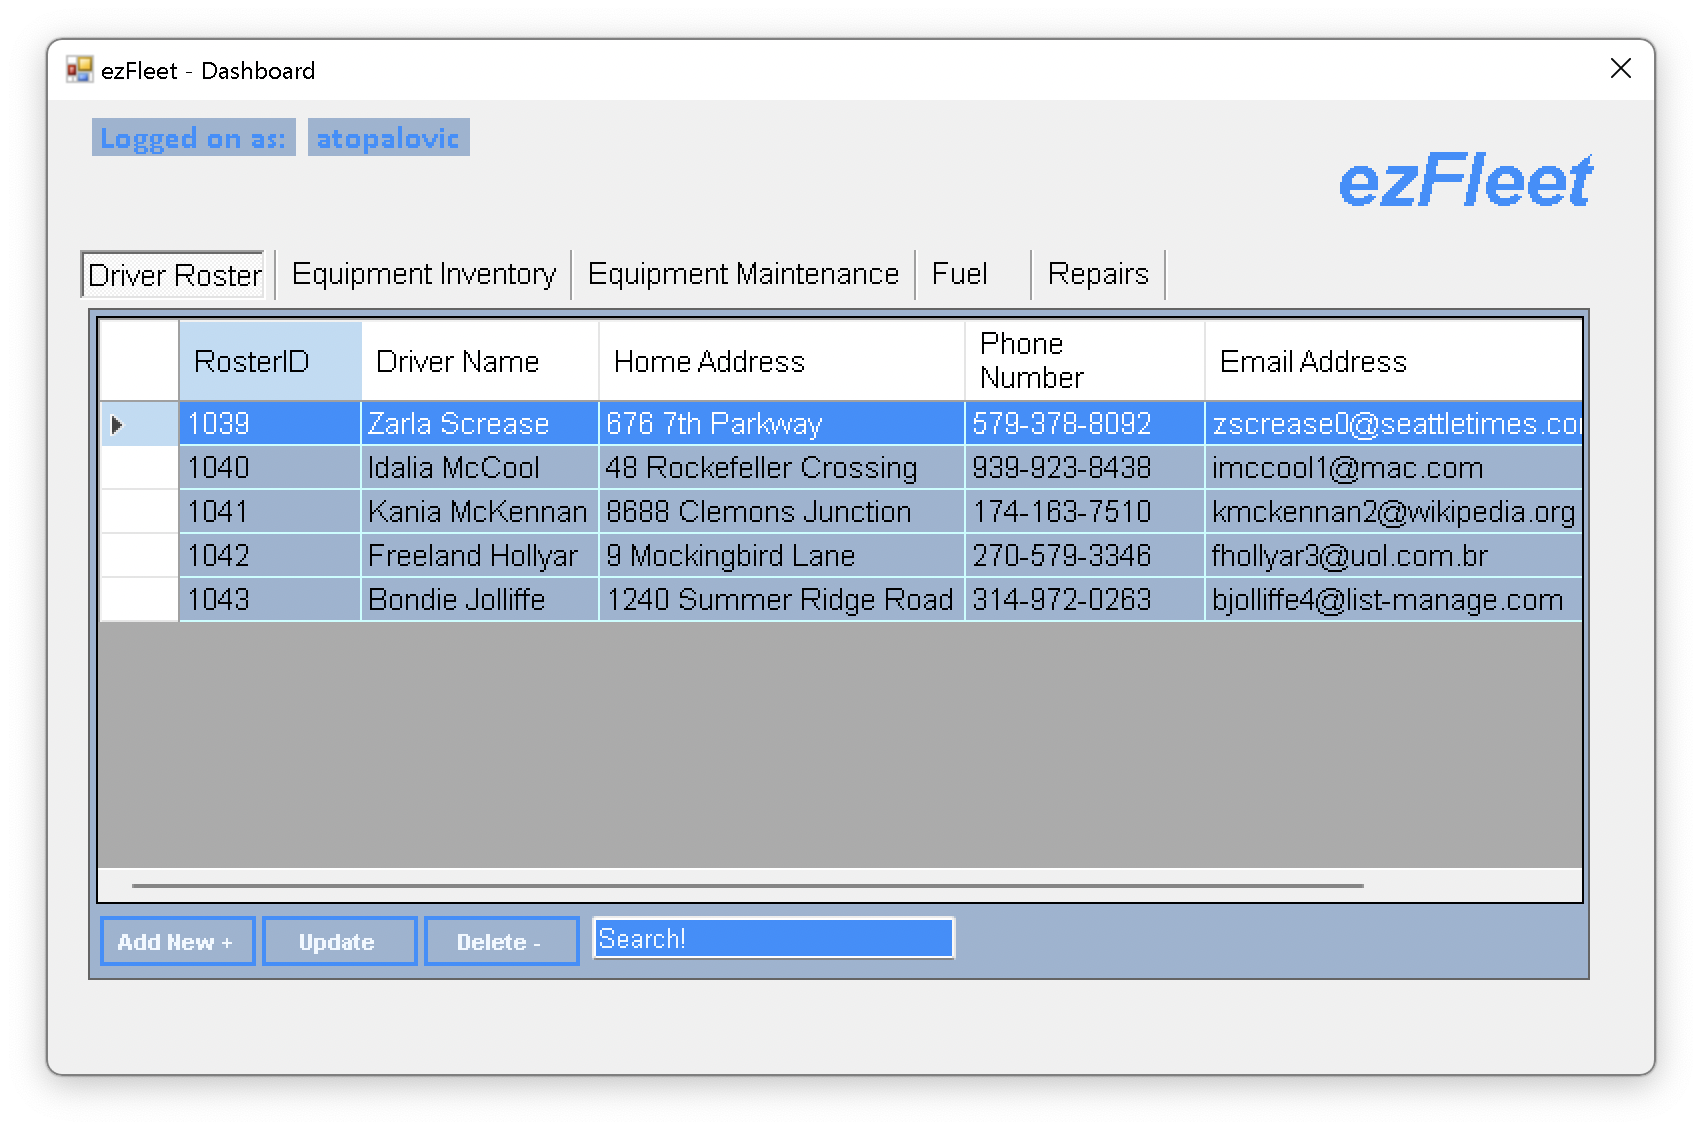 ezFleet - Dashboard
Logged on as: atopalovic
ezFleet
Driver Roster Equipment Inventory Equipment Maintenance Fuel Repairs
RosterID Driver Name Home Address Phone Number Email Address
1039 Zarla Screase 676 7th Parkway 579-378-8092 zscrease0@seattletimes.co
1040 Idalia McCool 48 Rockefeller Crossing 939-923-8438 imccool1@mac.com
1041 Kania McKennan 8688 Clemons Junction 174-163-7510 kmckennan2@wikipedia.org
1042 Freeland Hollyar 9 Mockingbird Lane 270-579-3346 fhollyar3@uol.com.br
1043 Bondie Jolliffe 1240 Summer Ridge Road 314-972-0263 bjolliffe4@list-manage.com
Add New + Update Delete - Search!